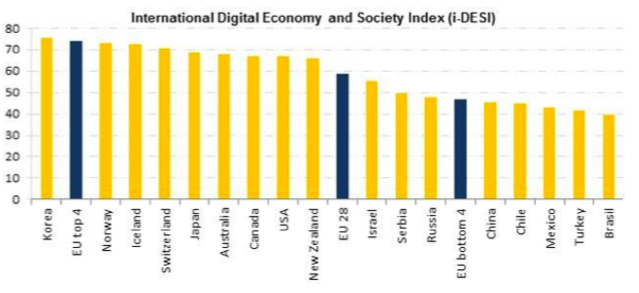 International Digital Economy and Society Index (i-DESI)
80
70
60
50
40
30
20
10
0
Korea
EU top 4
Norway
Iceland
Switzerland
Japan
Australia
Canada
USA
New Zealand
EU 28
Israel
Serbia
Russia
EU bottom 4
China
Chile
Mexico
Turkey
Brasil